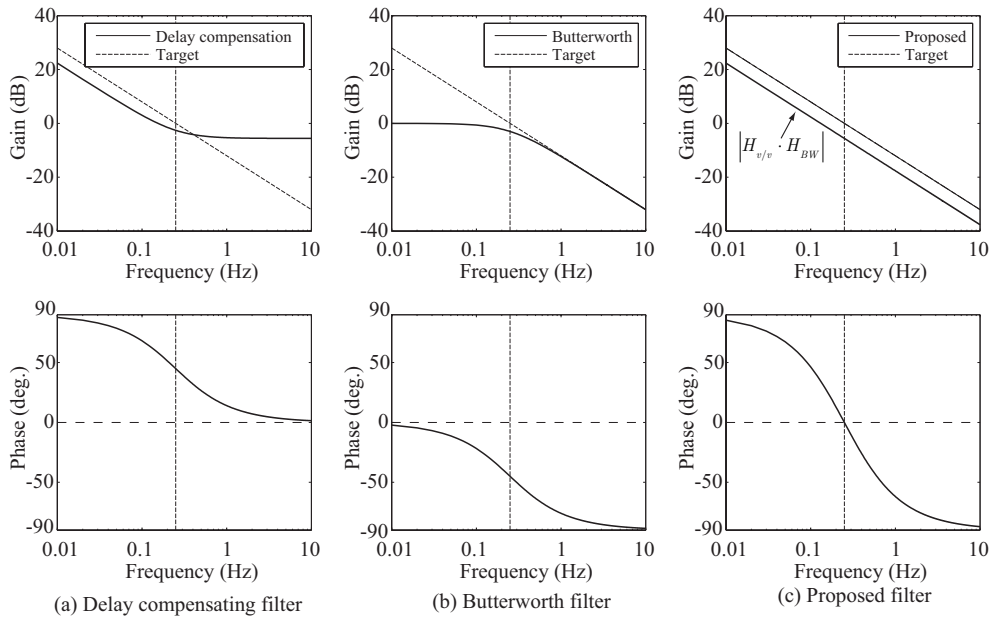 Gain (dB)
40
20
0
-20
-40
0.01
0.1
1
10
Frequency (Hz)
Delay compensation
Target
Gain (dB)
40
20
0
-20
-40
0.01
0.1
1
10
Frequency (Hz)
Butterworth
Target
Gain (dB)
40
20
0
-20
-40
0.01
0.1
1
10
Frequency (Hz)
Proposed
Target
|H_{v/v} · H_{BW}|
Phase (deg.)
90
50
0
-50
-90
0.01
0.1
1
10
Frequency (Hz)
(a) Delay compensating filter
Phase (deg.)
90
50
0
-50
-90
0.01
0.1
1
10
Frequency (Hz)
(b) Butterworth filter
Phase (deg.)
90
50
0
-50
-90
0.01
0.1
1
10
Frequency (Hz)
(c) Proposed filter